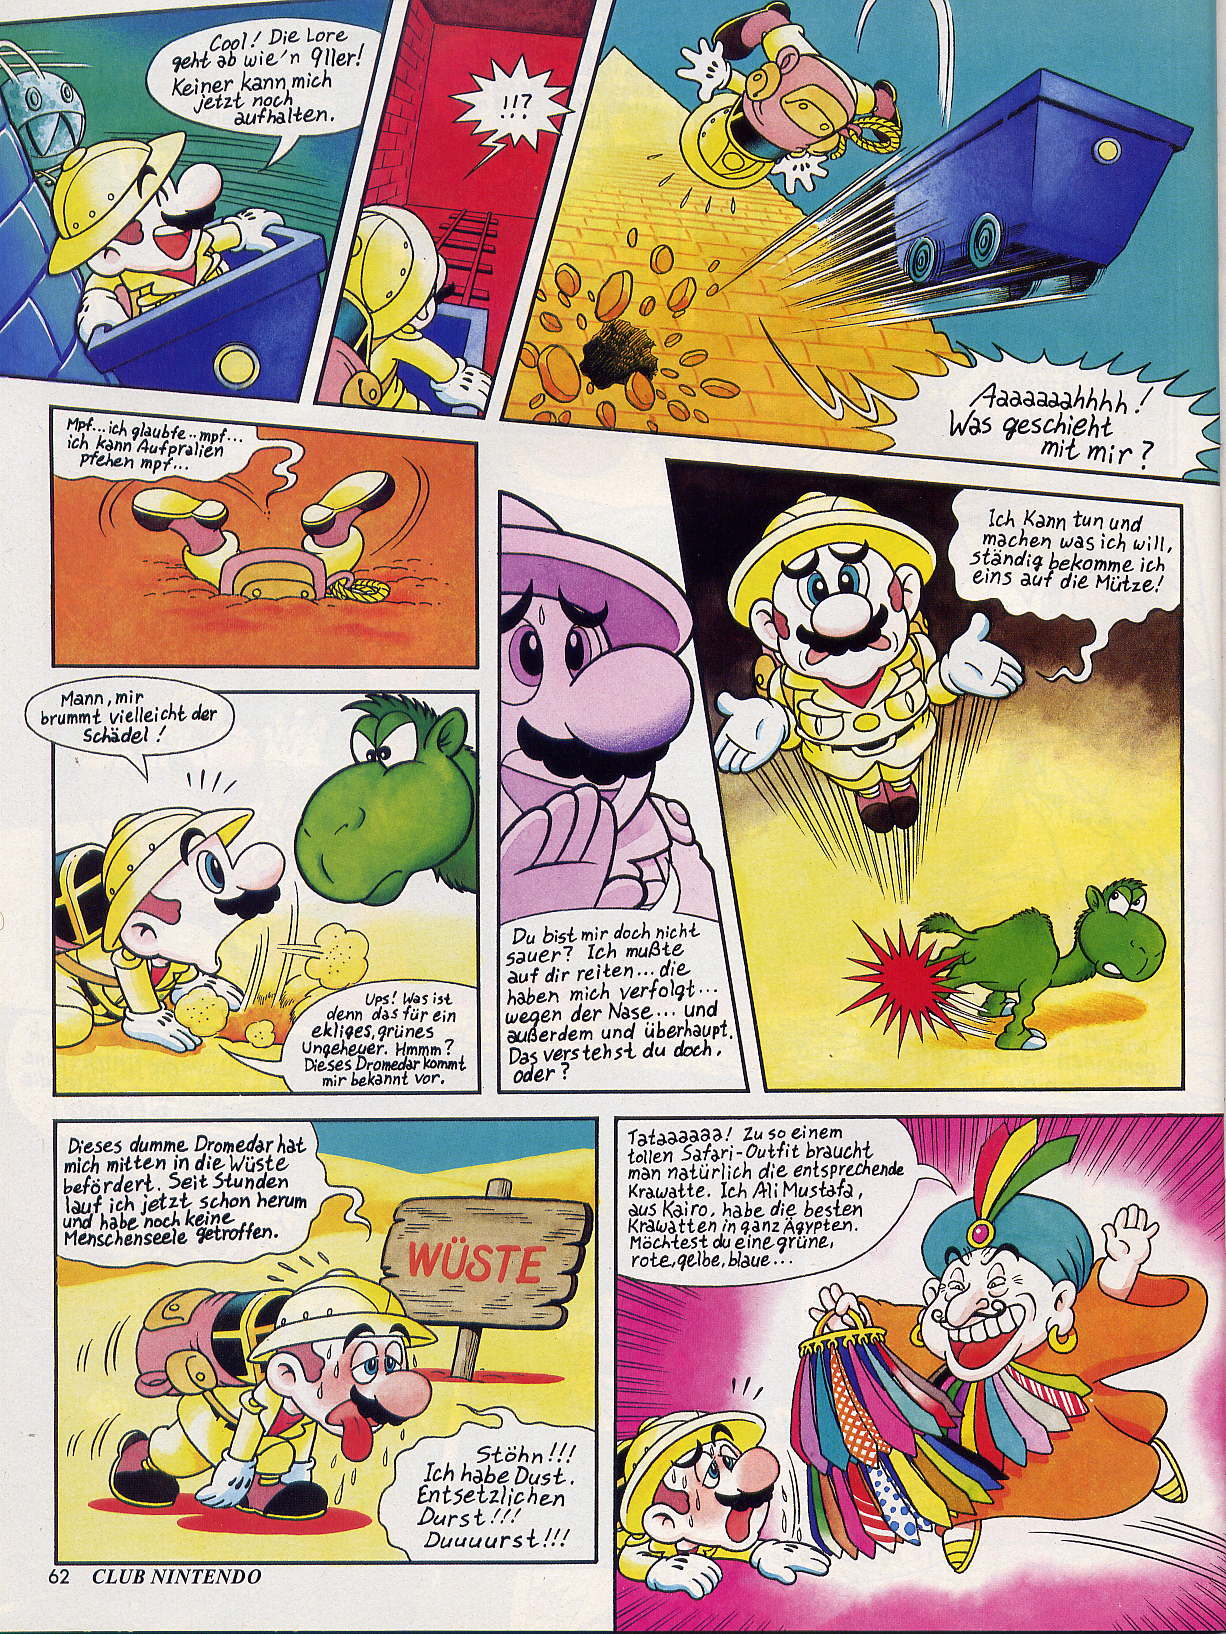 Cool! Die Lore
geht ab wie'n 911er!
Keiner kann mich
jetzt noch
aufhalten.
!!?
Aaaaaaahhhh!
Was geschieht
mit mir?
Mpf...ich glaubfe..mpf...
ich kann Aufpralien
pfehen mpf...
Ich kann tun und
machen was ich will,
ständig bekomme ich
eins auf die Mütze!
Mann, mir
brummt vielleicht der
Schädel!
Ups! Was ist
denn das für ein
ekliges, grünes
Ungeheuer. Hmmm?
Dieses Dromedar kommt
mir bekannt vor.
Du bist mir doch nicht
sauer? Ich mußte
auf dir reiten... die
haben mich verfolgt...
wegen der Nase... und
außerdem und überhaupt.
Das verstehst du doch,
oder?
Dieses dumme Dromedar hat
mich mitten in die Wüste
befördert. Seit Stunden
lauf ich jetzt schon herum
und habe noch keine
Menschenseele getroffen.
WÜSTE
Stöhn!!!
Ich habe Dust.
Entsetzlichen
Durst!!!
Duuuurst!!!
Tataaaaaa! Zu so einem
tollen Safari-Outfit braucht
man natürlich die entsprechende
Krawatte. Ich Ali Mustafa,
aus Kairo, habe die besten
Krawatten in ganz Ägypten.
Möchtest du eine grüne,
rote, gelbe, blaue...
62 CLUB NINTENDO